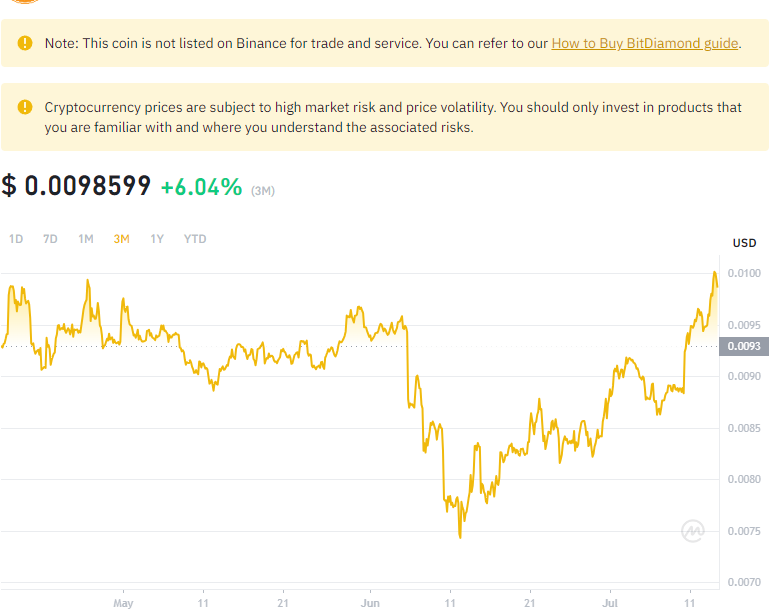 Note: This coin is not listed on Binance for trade and service. You can refer to our How to Buy BitDiamond guide.
Cryptocurrency prices are subject to high market risk and price volatility. You should only invest in products that
you are familiar with and where you understand the associated risks.
$ 0.0098599 +6.04% (3M)
1D 7D 1M 3M 1Y YTD
USD
0.0100
0.0095
0.0093
0.0090
0.0085
0.0080
0.0075
0.0070
May 11 21 Jun 11 21 Jul 11